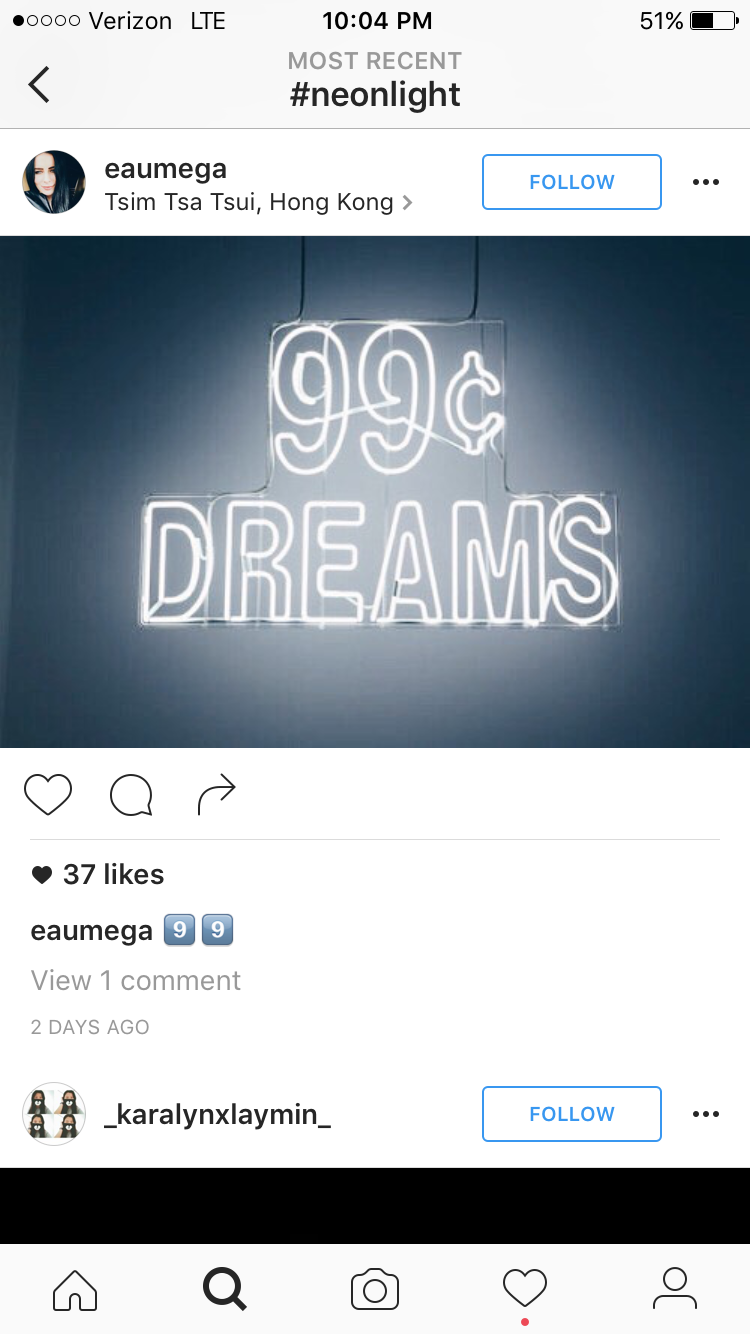 Verizon LTE 10:04 PM 51%
MOST RECENT
#neonlight
eaumega
Tsim Tsa Tsui, Hong Kong
FOLLOW
99¢
DREAMS
37 likes
eaumega 9️⃣ 9️⃣
View 1 comment
2 DAYS AGO
_karalynxlaymin_
FOLLOW